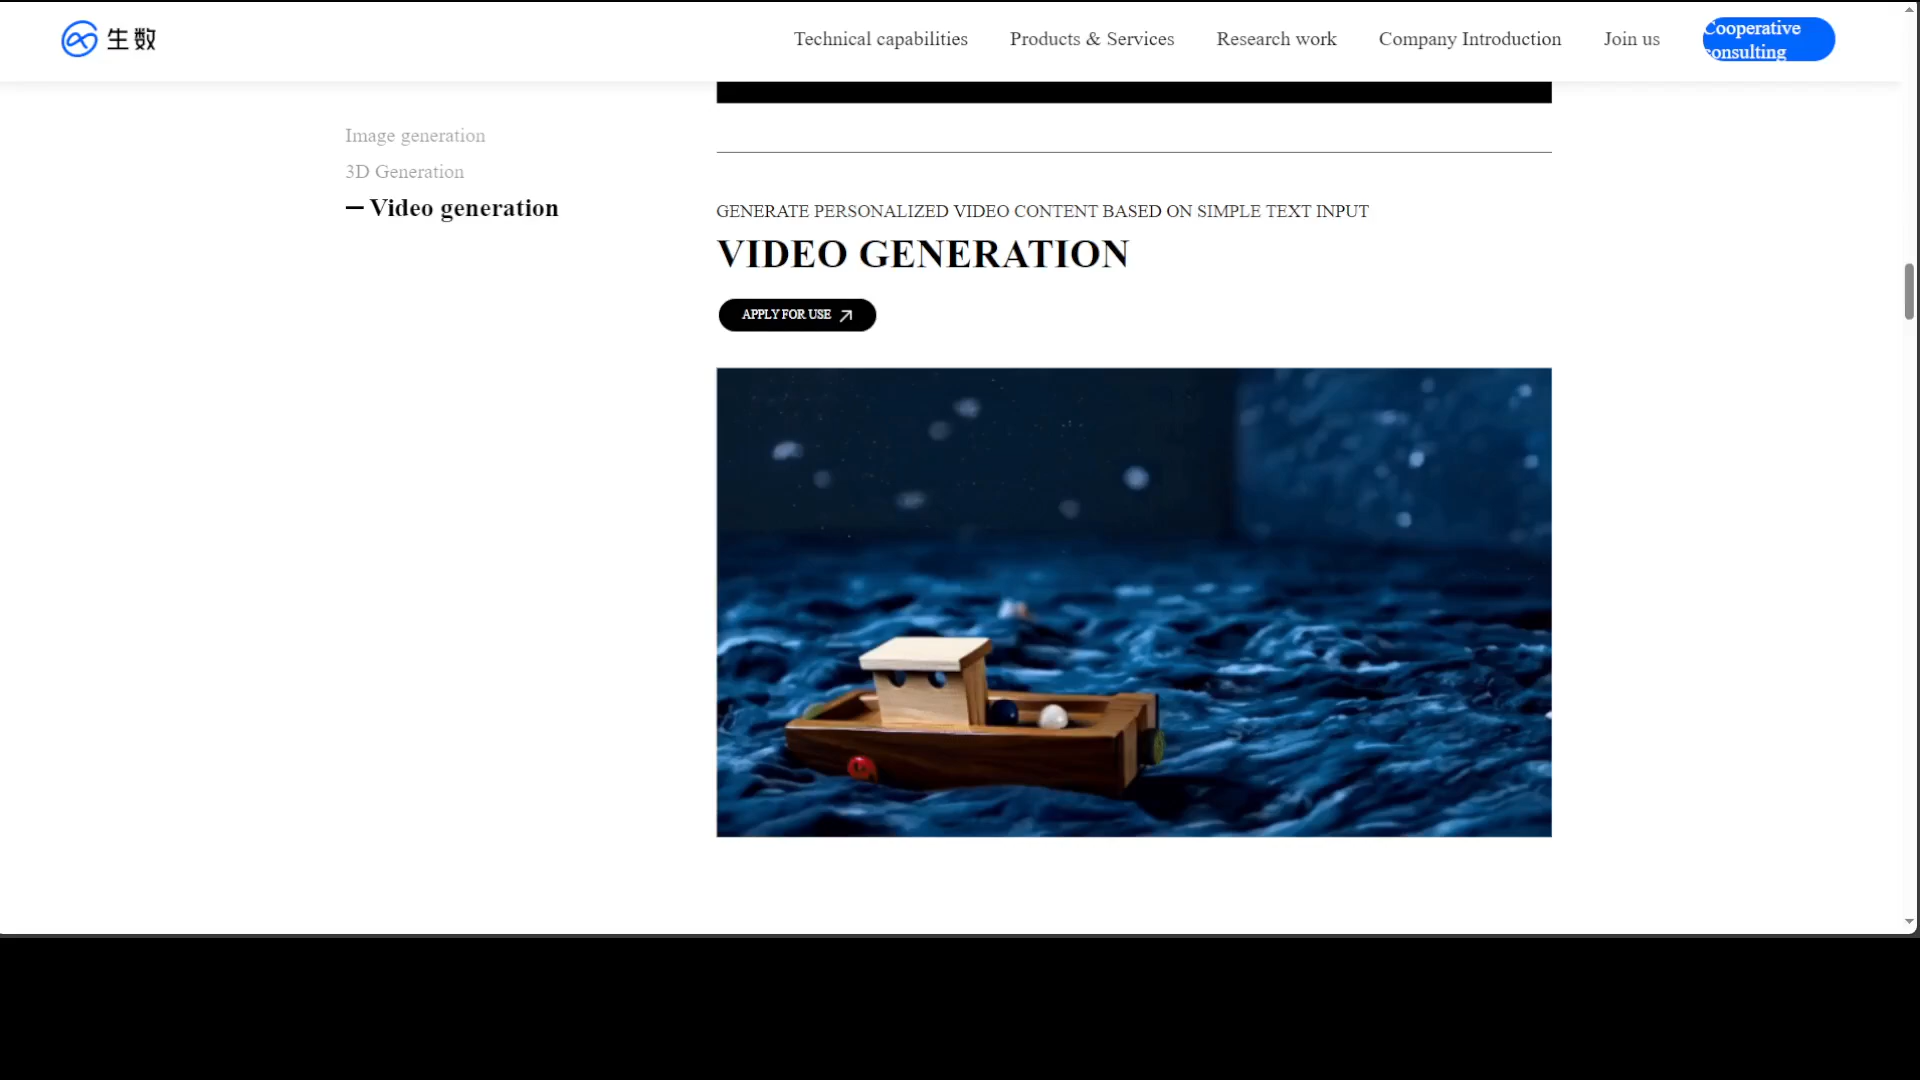 生数
Technical capabilities
Products & Services
Research work
Company Introduction
Join us
Cooperative
consulting
Image generation
3D Generation
Video generation
GENERATE PERSONALIZED VIDEO CONTENT BASED ON SIMPLE TEXT INPUT
VIDEO GENERATION
APPLY FOR USE